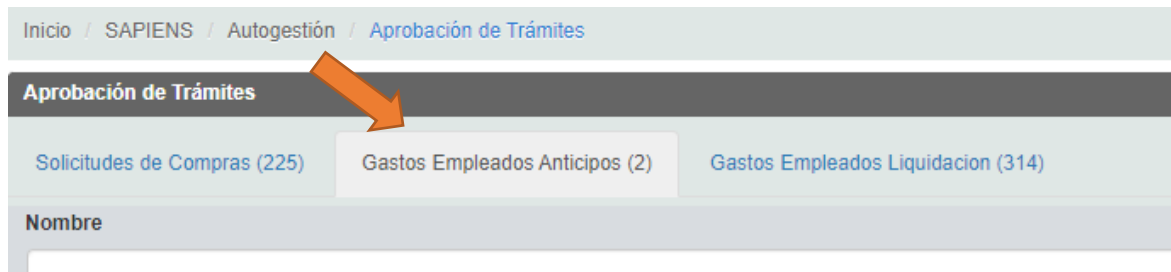 Inicio / SAPIENS / Autogestión / Aprobación de Trámites
Aprobación de Trámites
Solicitudes de Compras (225) Gastos Empleados Anticipos (2) Gastos Empleados Liquidacion (314)
Nombre